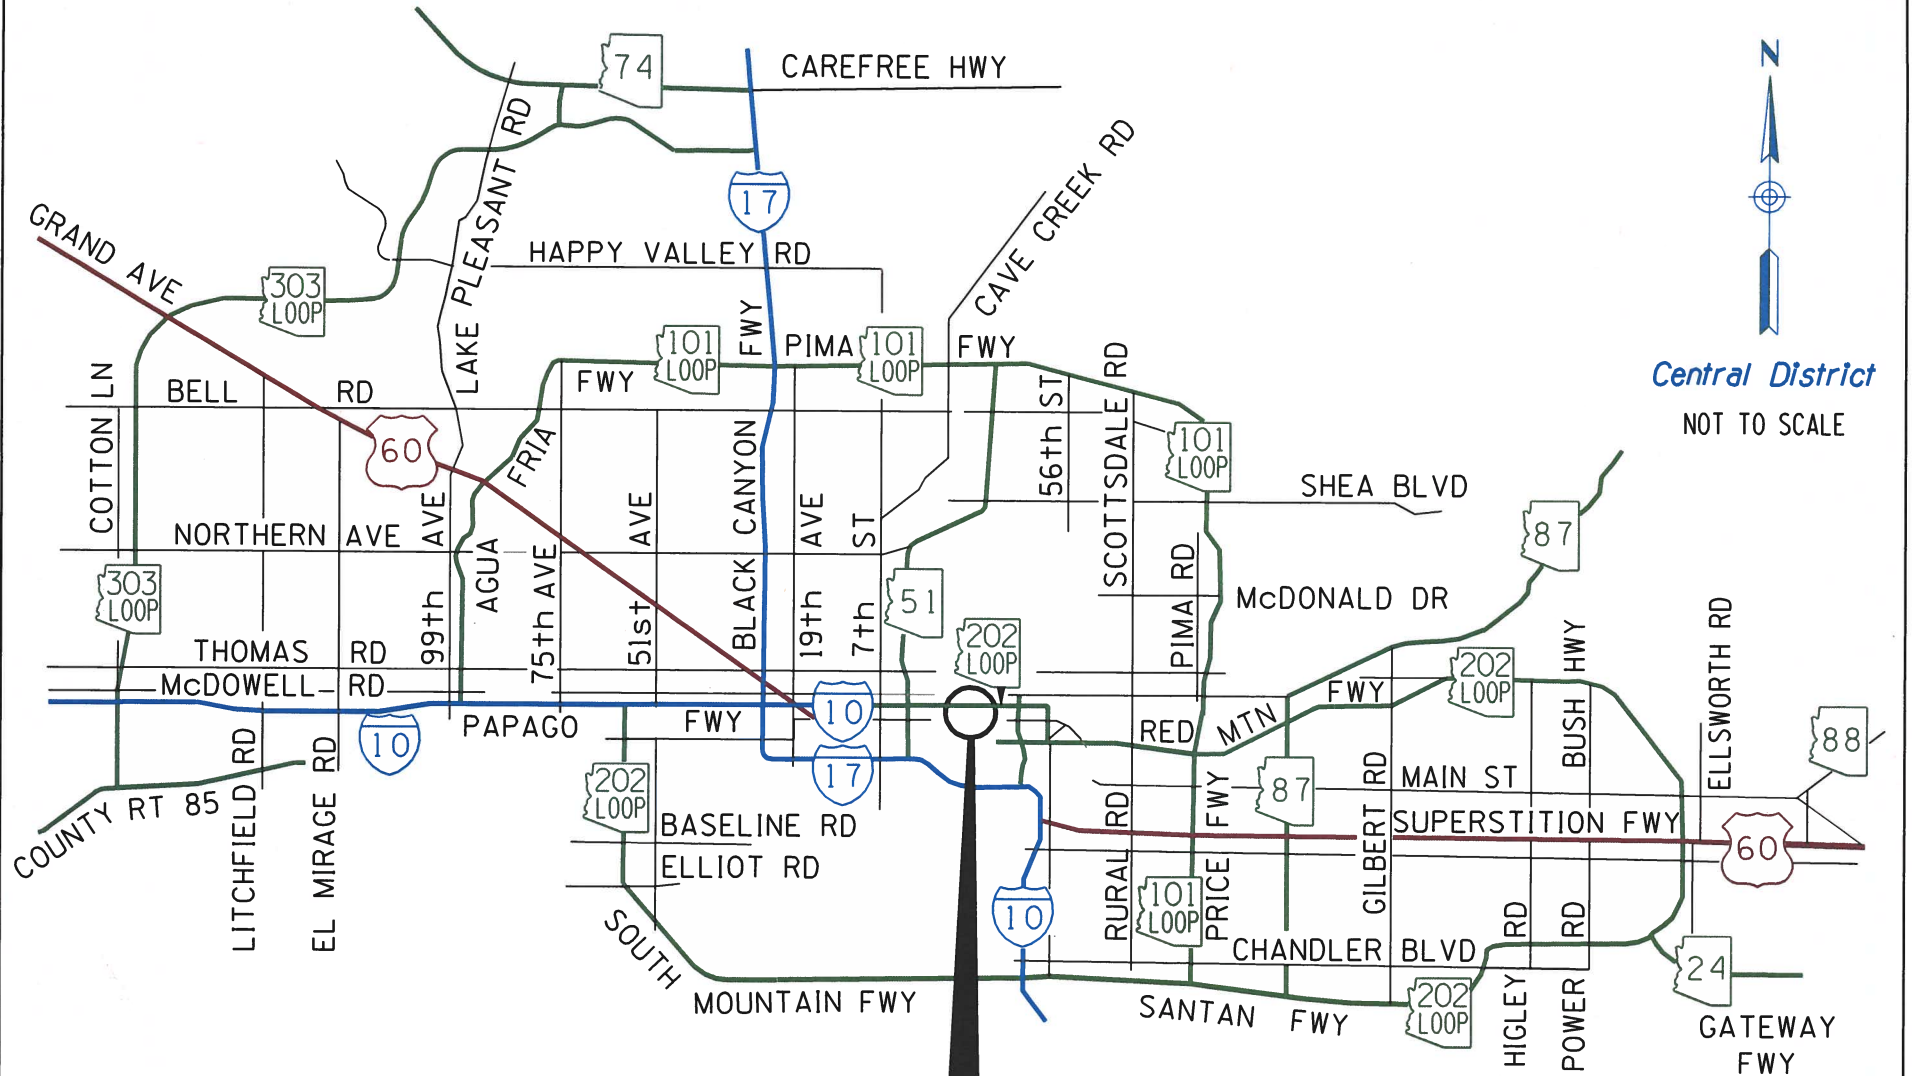 N
74
CAREFREE HWY
RD
17
CAVE CREEK RD
LAKE PLEASANT
HAPPY VALLEY RD
GRAND AVE
303
LOOP
Central District
NOT TO SCALE
101
LOOP
FWY
PIMA
101
LOOP
FWY
FWY
BELL RD
COTTON LN
60
FRIA
BLACK CANYON
56th ST
SCOTTSDALE RD
101
LOOP
SHEA BLVD
NORTHERN AVE
99th AVE
AGUA
75th AVE
51st AVE
19th AVE
7th ST
87
303
LOOP
51
PIMA RD
McDONALD DR
THOMAS RD
202
LOOP
McDOWELL RD
202
LOOP
BUSH HWY
ELLSWORTH RD
10
PAPAGO
FWY
10
RED MTN FWY
88
17
COUNTY RT 85
LITCHFIELD RD
EL MIRAGE RD
202
LOOP
87
MAIN ST
BASELINE RD
SUPERSTITION FWY
60
ELLIOT RD
10
RURAL RD
101
LOOP
PRICE FWY
GILBERT RD
CHANDLER BLVD
HIGLEY RD
POWER RD
24
SOUTH
MOUNTAIN FWY
SANTAN FWY
202
LOOP
GATEWAY
FWY